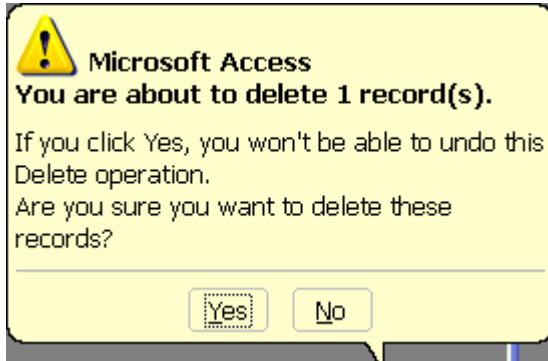 Microsoft Access
You are about to delete 1 record(s).
If you click Yes, you won't be able to undo this
Delete operation.
Are you sure you want to delete these
records?
Yes No